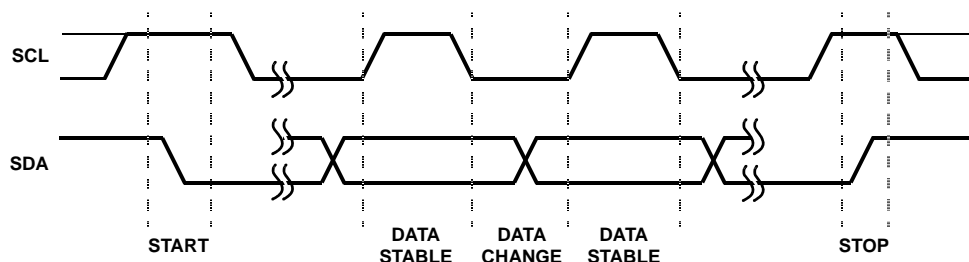 SCL
SDA
START
DATA STABLE
DATA CHANGE
DATA STABLE
STOP